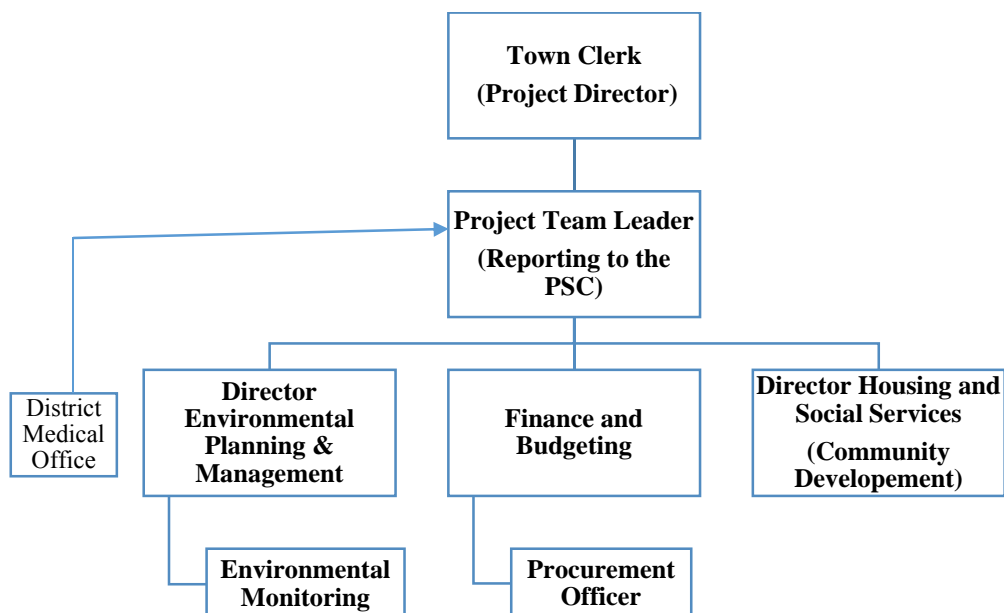 Town Clerk
(Project Director)
Project Team Leader
(Reporting to the
PSC)
District
Medical
Office
Director
Environmental
Planning &
Management
Finance and
Budgeting
Director Housing and
Social Services
(Community
Developement)
Environmental
Monitoring
Procurement
Officer